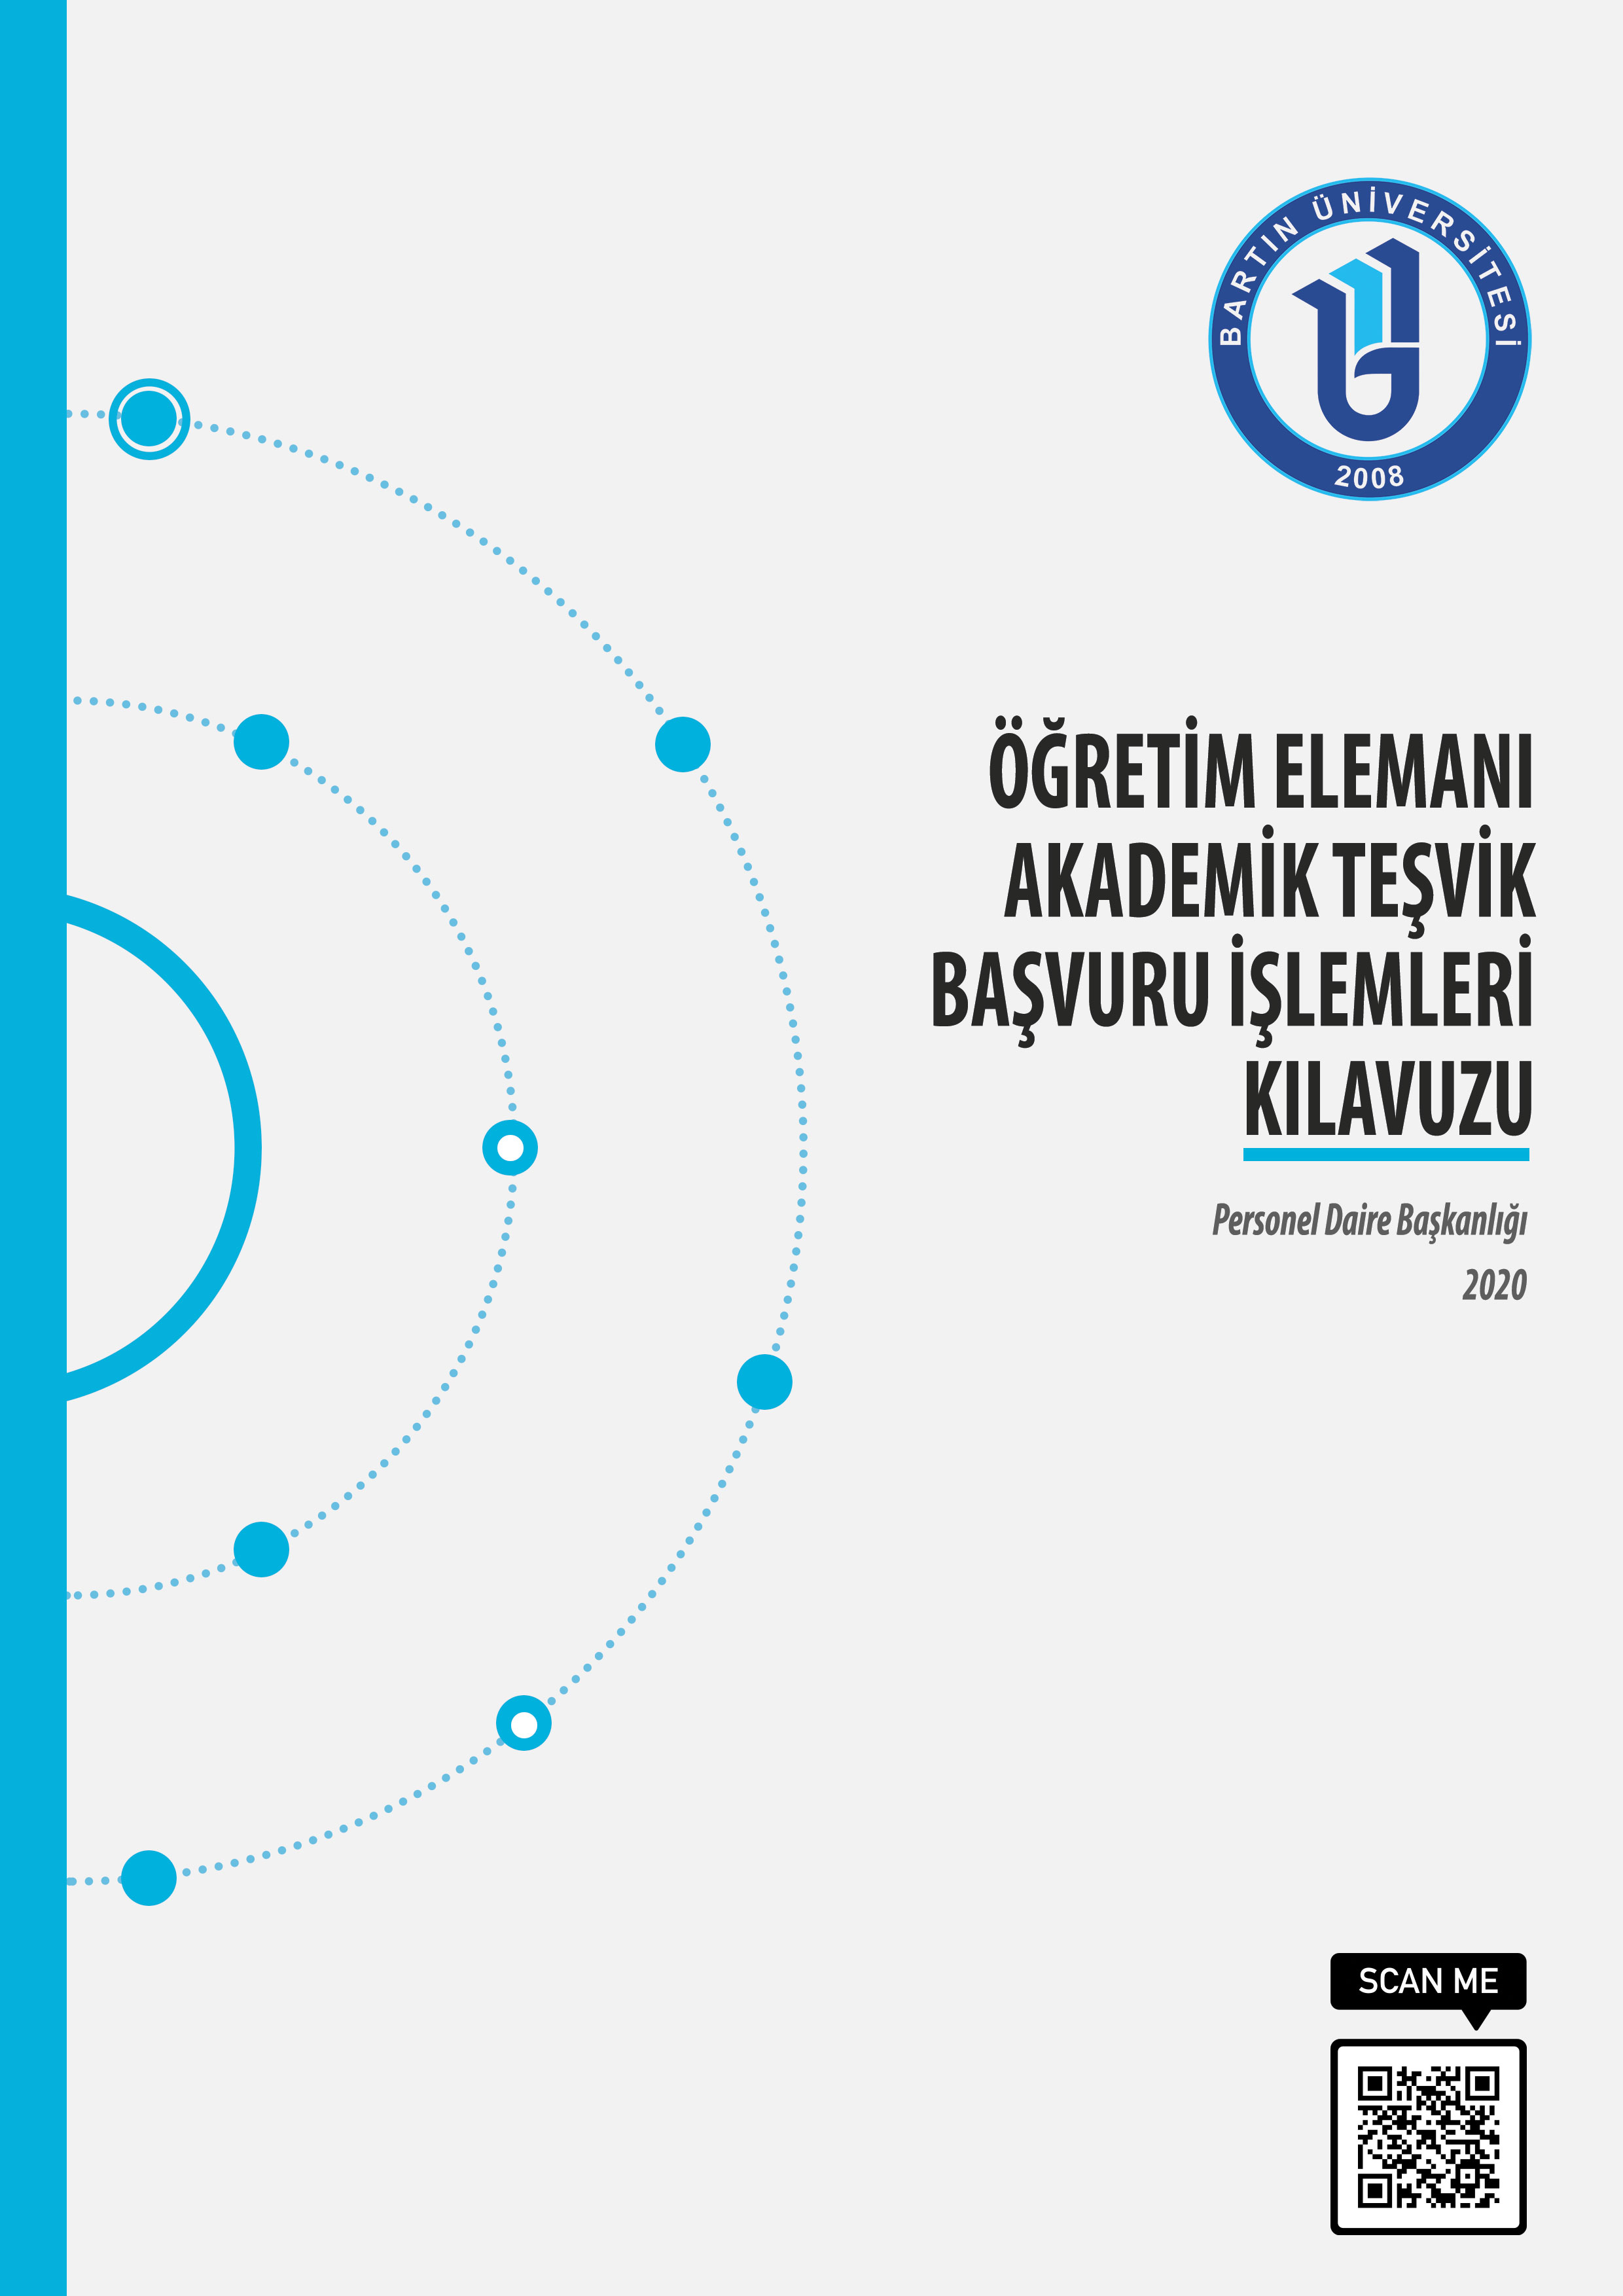 BARTIN ÜNİVERSİTESİ
2008
ÖĞRETİM ELEMANI
AKADEMİK TEŞVİK
BAŞVURU İŞLEMLERİ
KILAVUZU
Personel Daire Başkanlığı
2020
SCAN ME